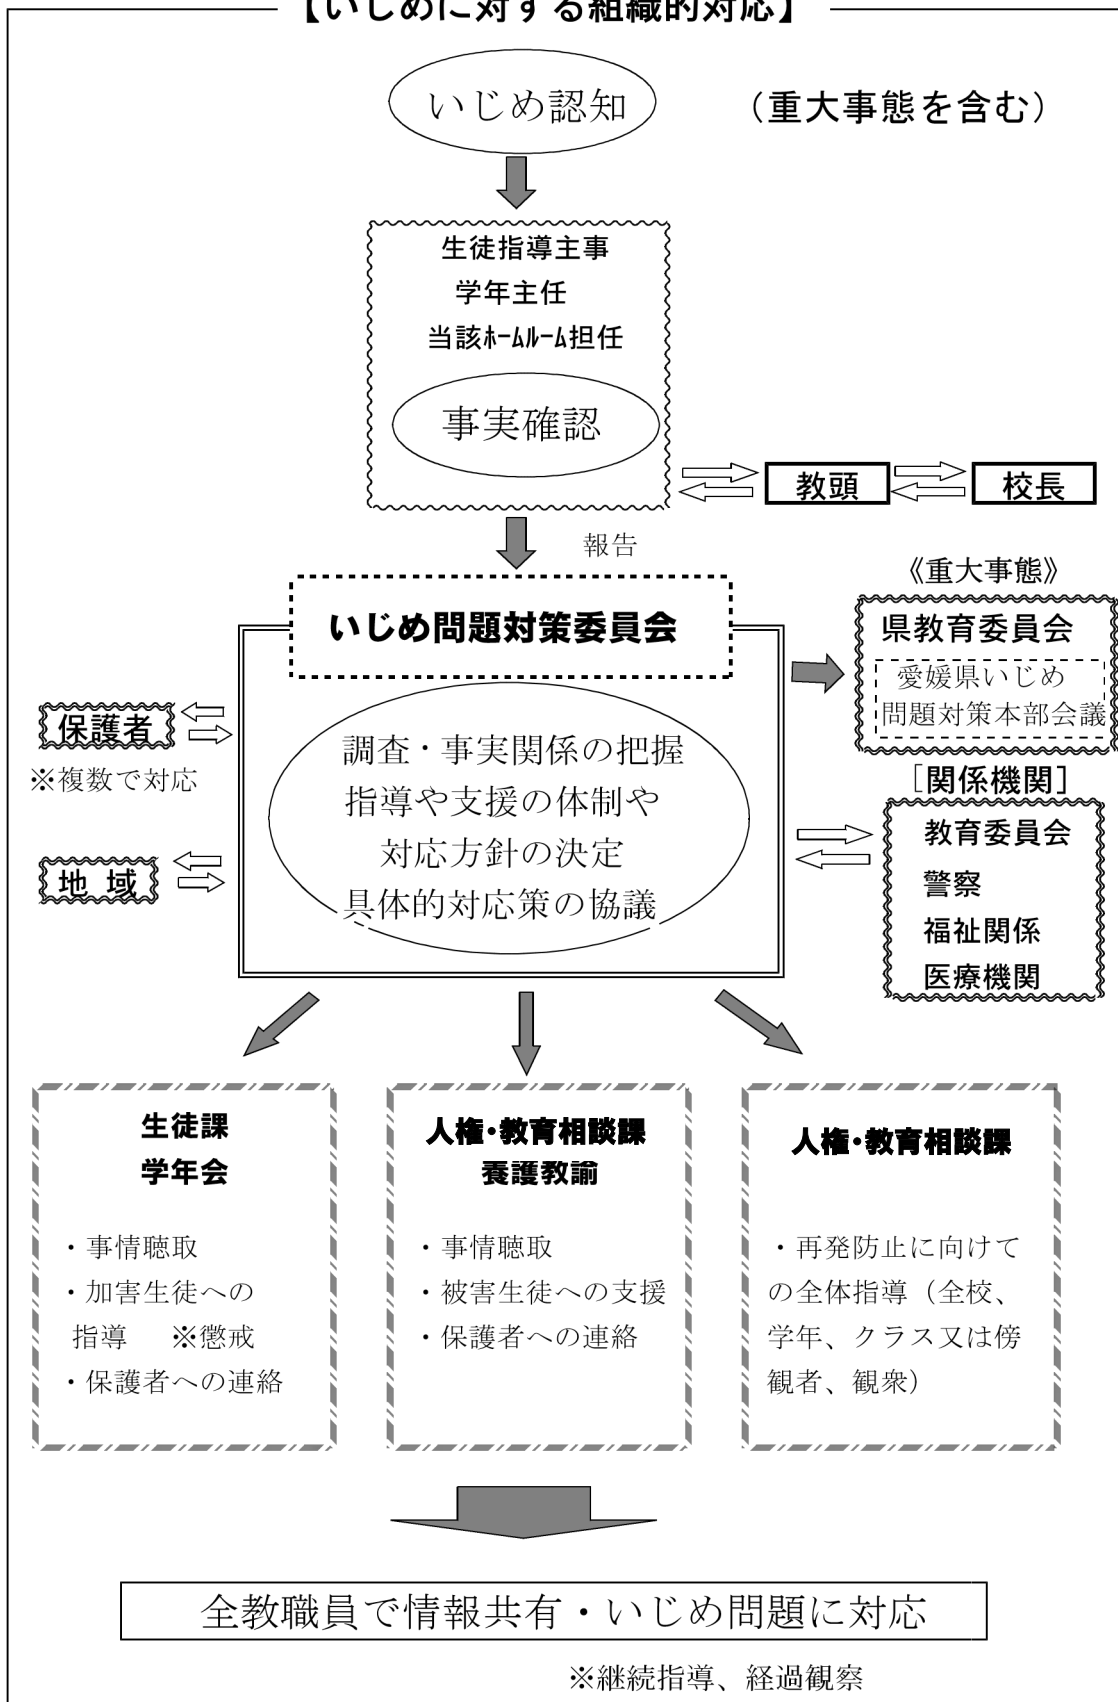 【いじめに対する組織的対応】
いじめ認知
（重大事態を含む）
生徒指導主事
学年主任
当該ﾎｰﾑﾙｰﾑ担任
事実確認
教頭
校長
報告
《重大事態》
いじめ問題対策委員会
県教育委員会
愛媛県いじめ
問題対策本部会議
保護者
※複数で対応
地 域
調査・事実関係の把握
指導や支援の体制や
対応方針の決定
具体的対応策の協議
［関係機関］
教育委員会
警察
福祉関係
医療機関
生徒課
学年会
・事情聴取
・加害生徒への
指導　※懲戒
・保護者への連絡
人権・教育相談課
養護教諭
・事情聴取
・被害生徒への支援
・保護者への連絡
人権・教育相談課
・再発防止に向けて
の全体指導（全校、
学年、クラス又は傍
観者、観衆）
全教職員で情報共有・いじめ問題に対応
※継続指導、経過観察